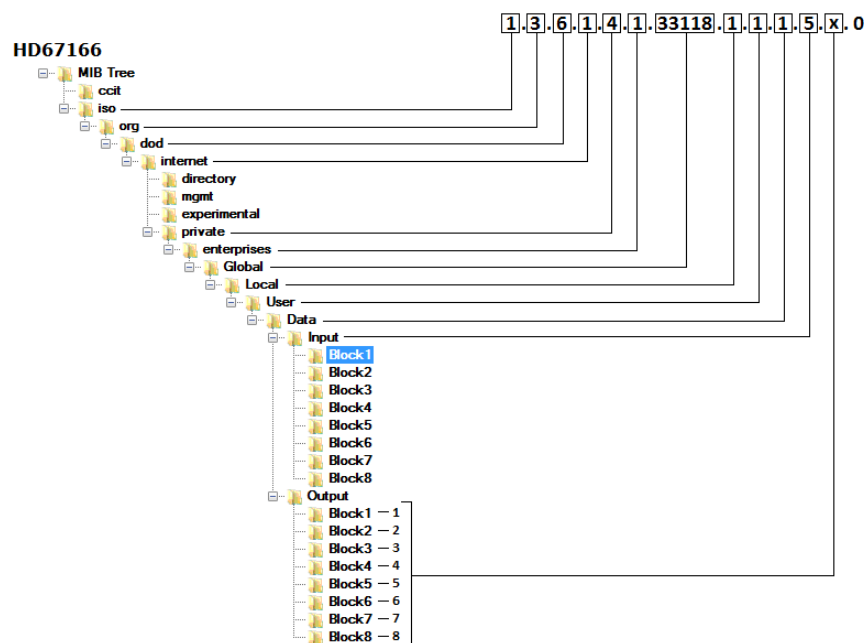 1.3.6.1.4.1.33118.1.1.1.5.x.0
HD67166
MIB Tree
ccit
iso
org
dod
internet
directory
mgmt
experimental
private
enterprises
Global
Local
User
Data
Input
Block1
Block2
Block3
Block4
Block5
Block6
Block7
Block8
Output
Block1 — 1
Block2 — 2
Block3 — 3
Block4 — 4
Block5 — 5
Block6 — 6
Block7 — 7
Block8 — 8